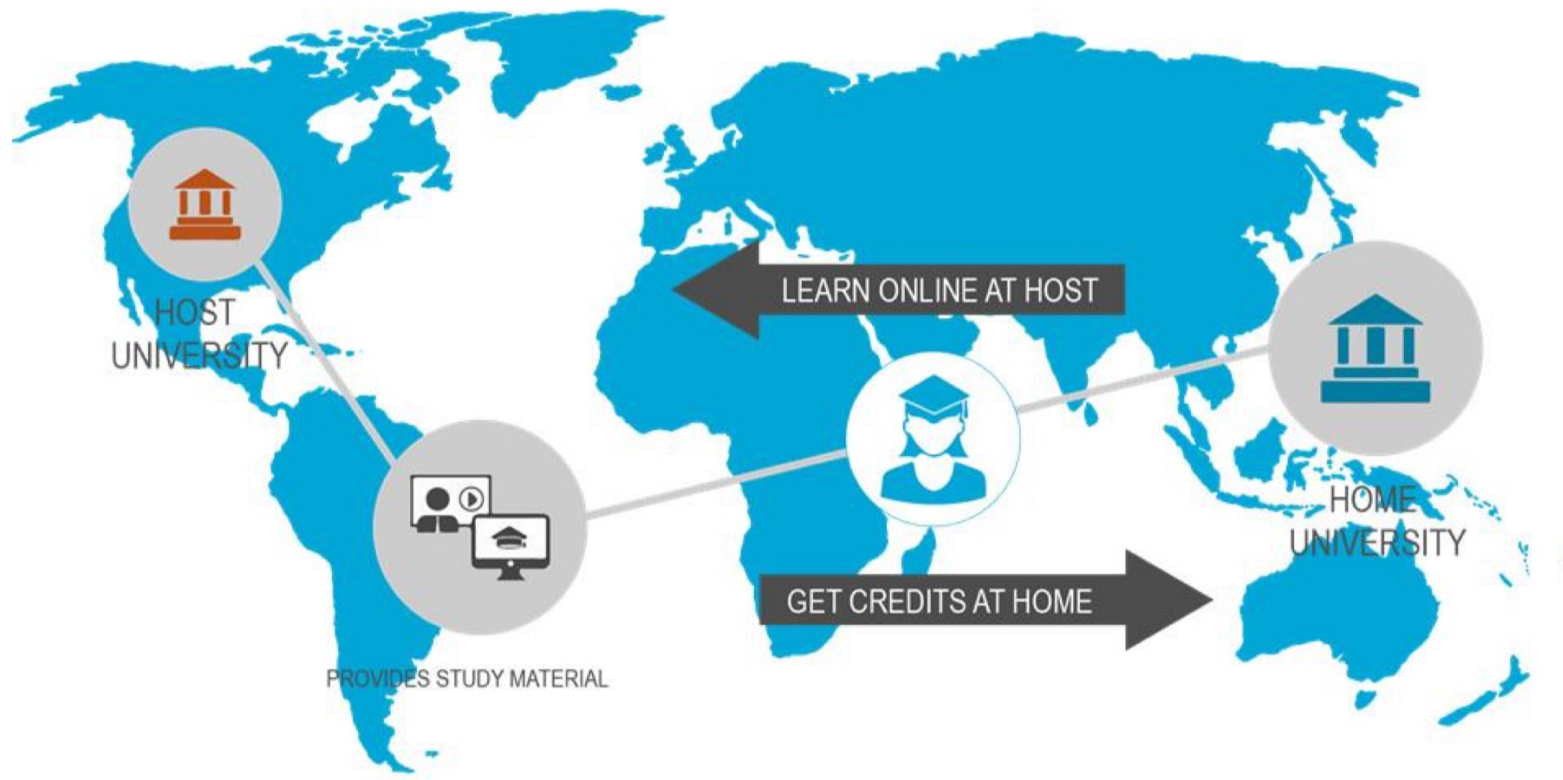 LEARN ONLINE AT HOST
HOST
UNIVERSITY
HOME
UNIVERSITY
GET CREDITS AT HOME
PROVIDES STUDY MATERIAL